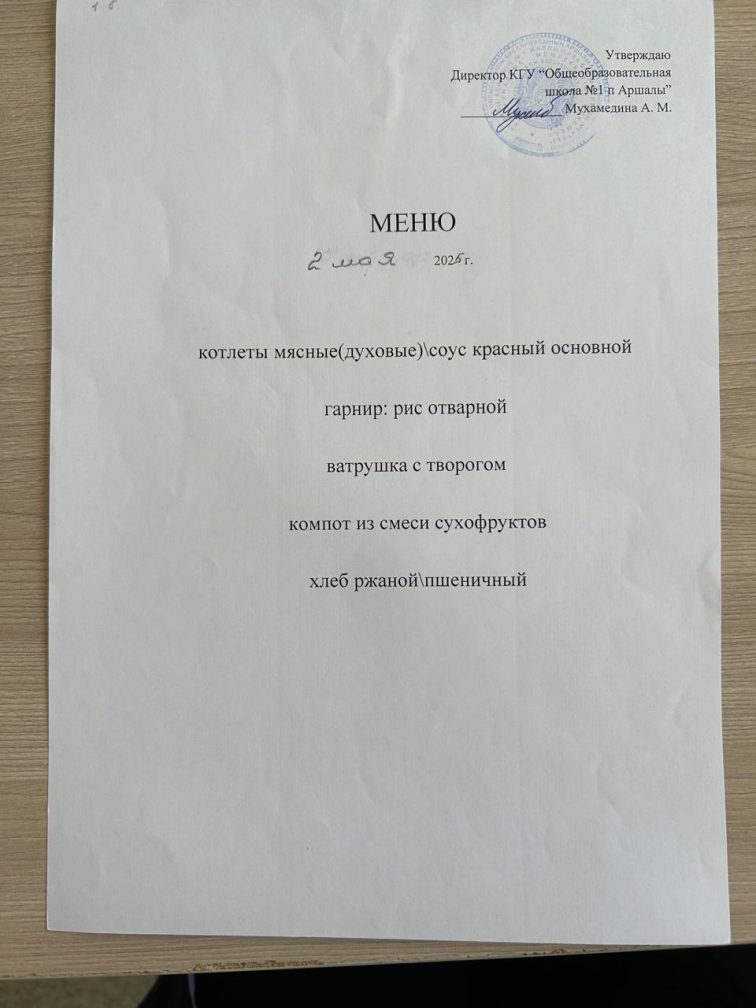 Утверждаю
Директор КГУ “Общеобразовательная
школа №1 п Аршалы”
Мухамедина А. М.
МЕНЮ
2 мая 2025 г.
котлеты мясные(духовые)\соус красный основной
гарнир: рис отварной
ватрушка с творогом
компот из смеси сухофруктов
хлеб ржаной\пшеничный